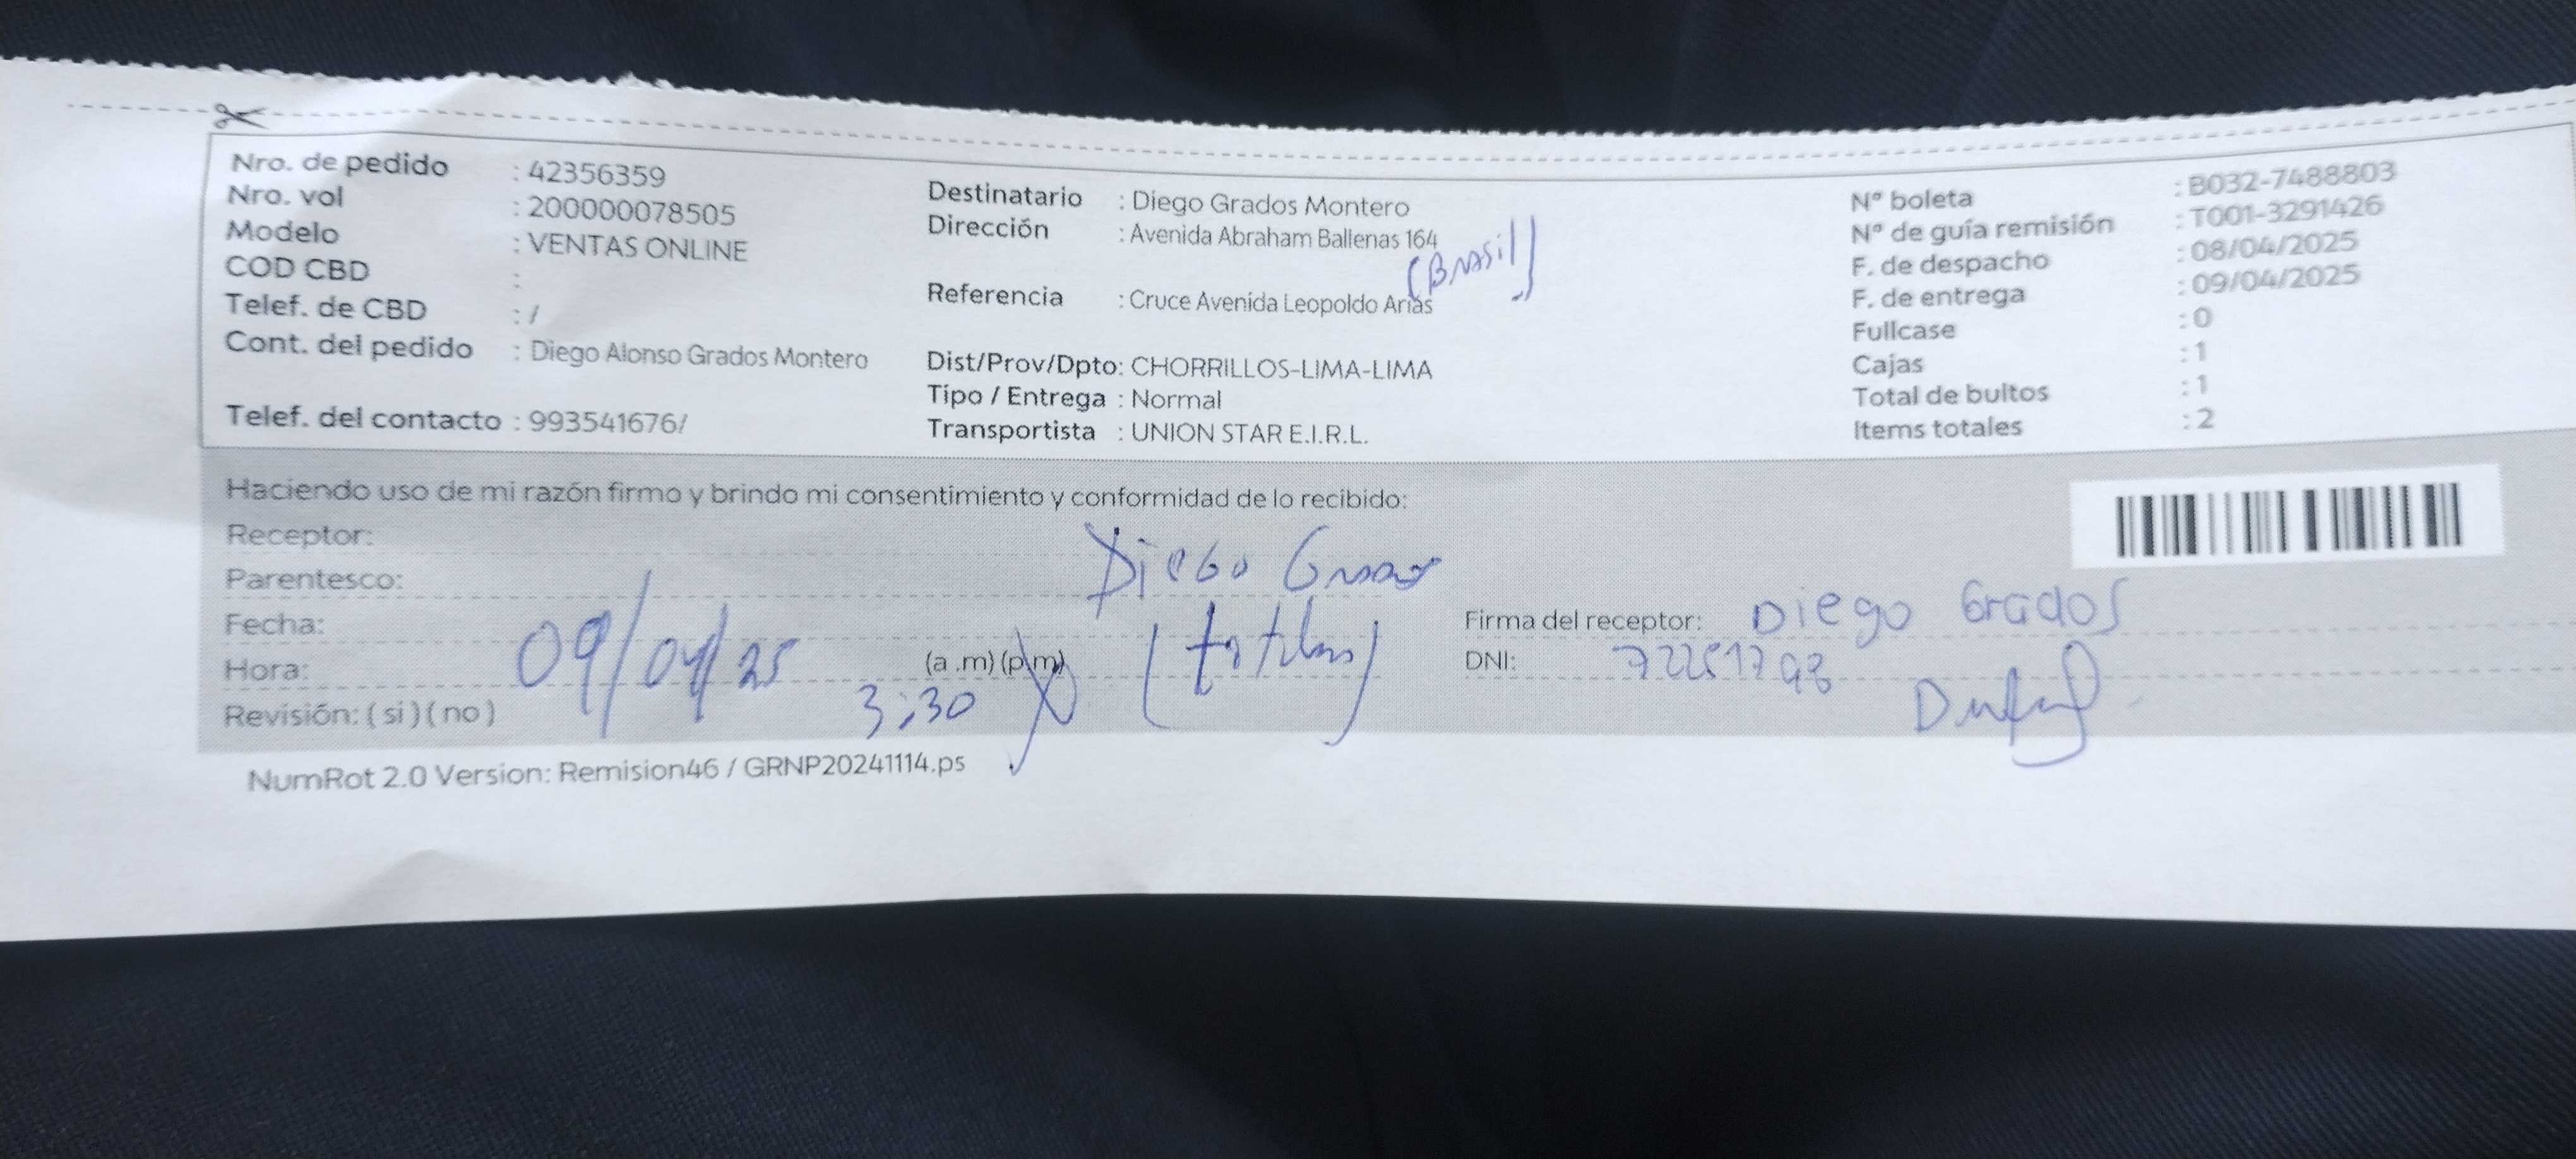 Nro. de pedido : 42356359
Nro. vol : 200000078505
Modelo : VENTAS ONLINE
COD CBD :
Telef. de CBD : /
Cont. del pedido : Diego Alonso Grados Montero
Telef. del contacto : 993541676/
Destinatario : Diego Grados Montero
Dirección : Avenida Abraham Ballenas 164
(Brasil)
Referencia : Cruce Avenida Leopoldo Arias
Dist/Prov/Dpto: CHORRILLOS-LIMA-LIMA
Tipo / Entrega : Normal
Transportista : UNION STAR E.I.R.L.
Nº boleta : B032-7488803
Nº de guía remisión : T001-3291426
F. de despacho : 08/04/2025
F. de entrega : 09/04/2025
Fullcase : 0
Cajas : 1
Total de bultos : 1
Items totales : 2
Haciendo uso de mi razón firmo y brindo mi consentimiento y conformidad de lo recibido:
Receptor: Diego
Parentesco:
Fecha: 09/04/25
Hora: 3:30 (a .m) (p.m)
Revisión: ( si ) ( no )
Firma del receptor: Diego Grados
DNI:
NumRot 2.0 Version: Remision46 / GRNP20241114.ps